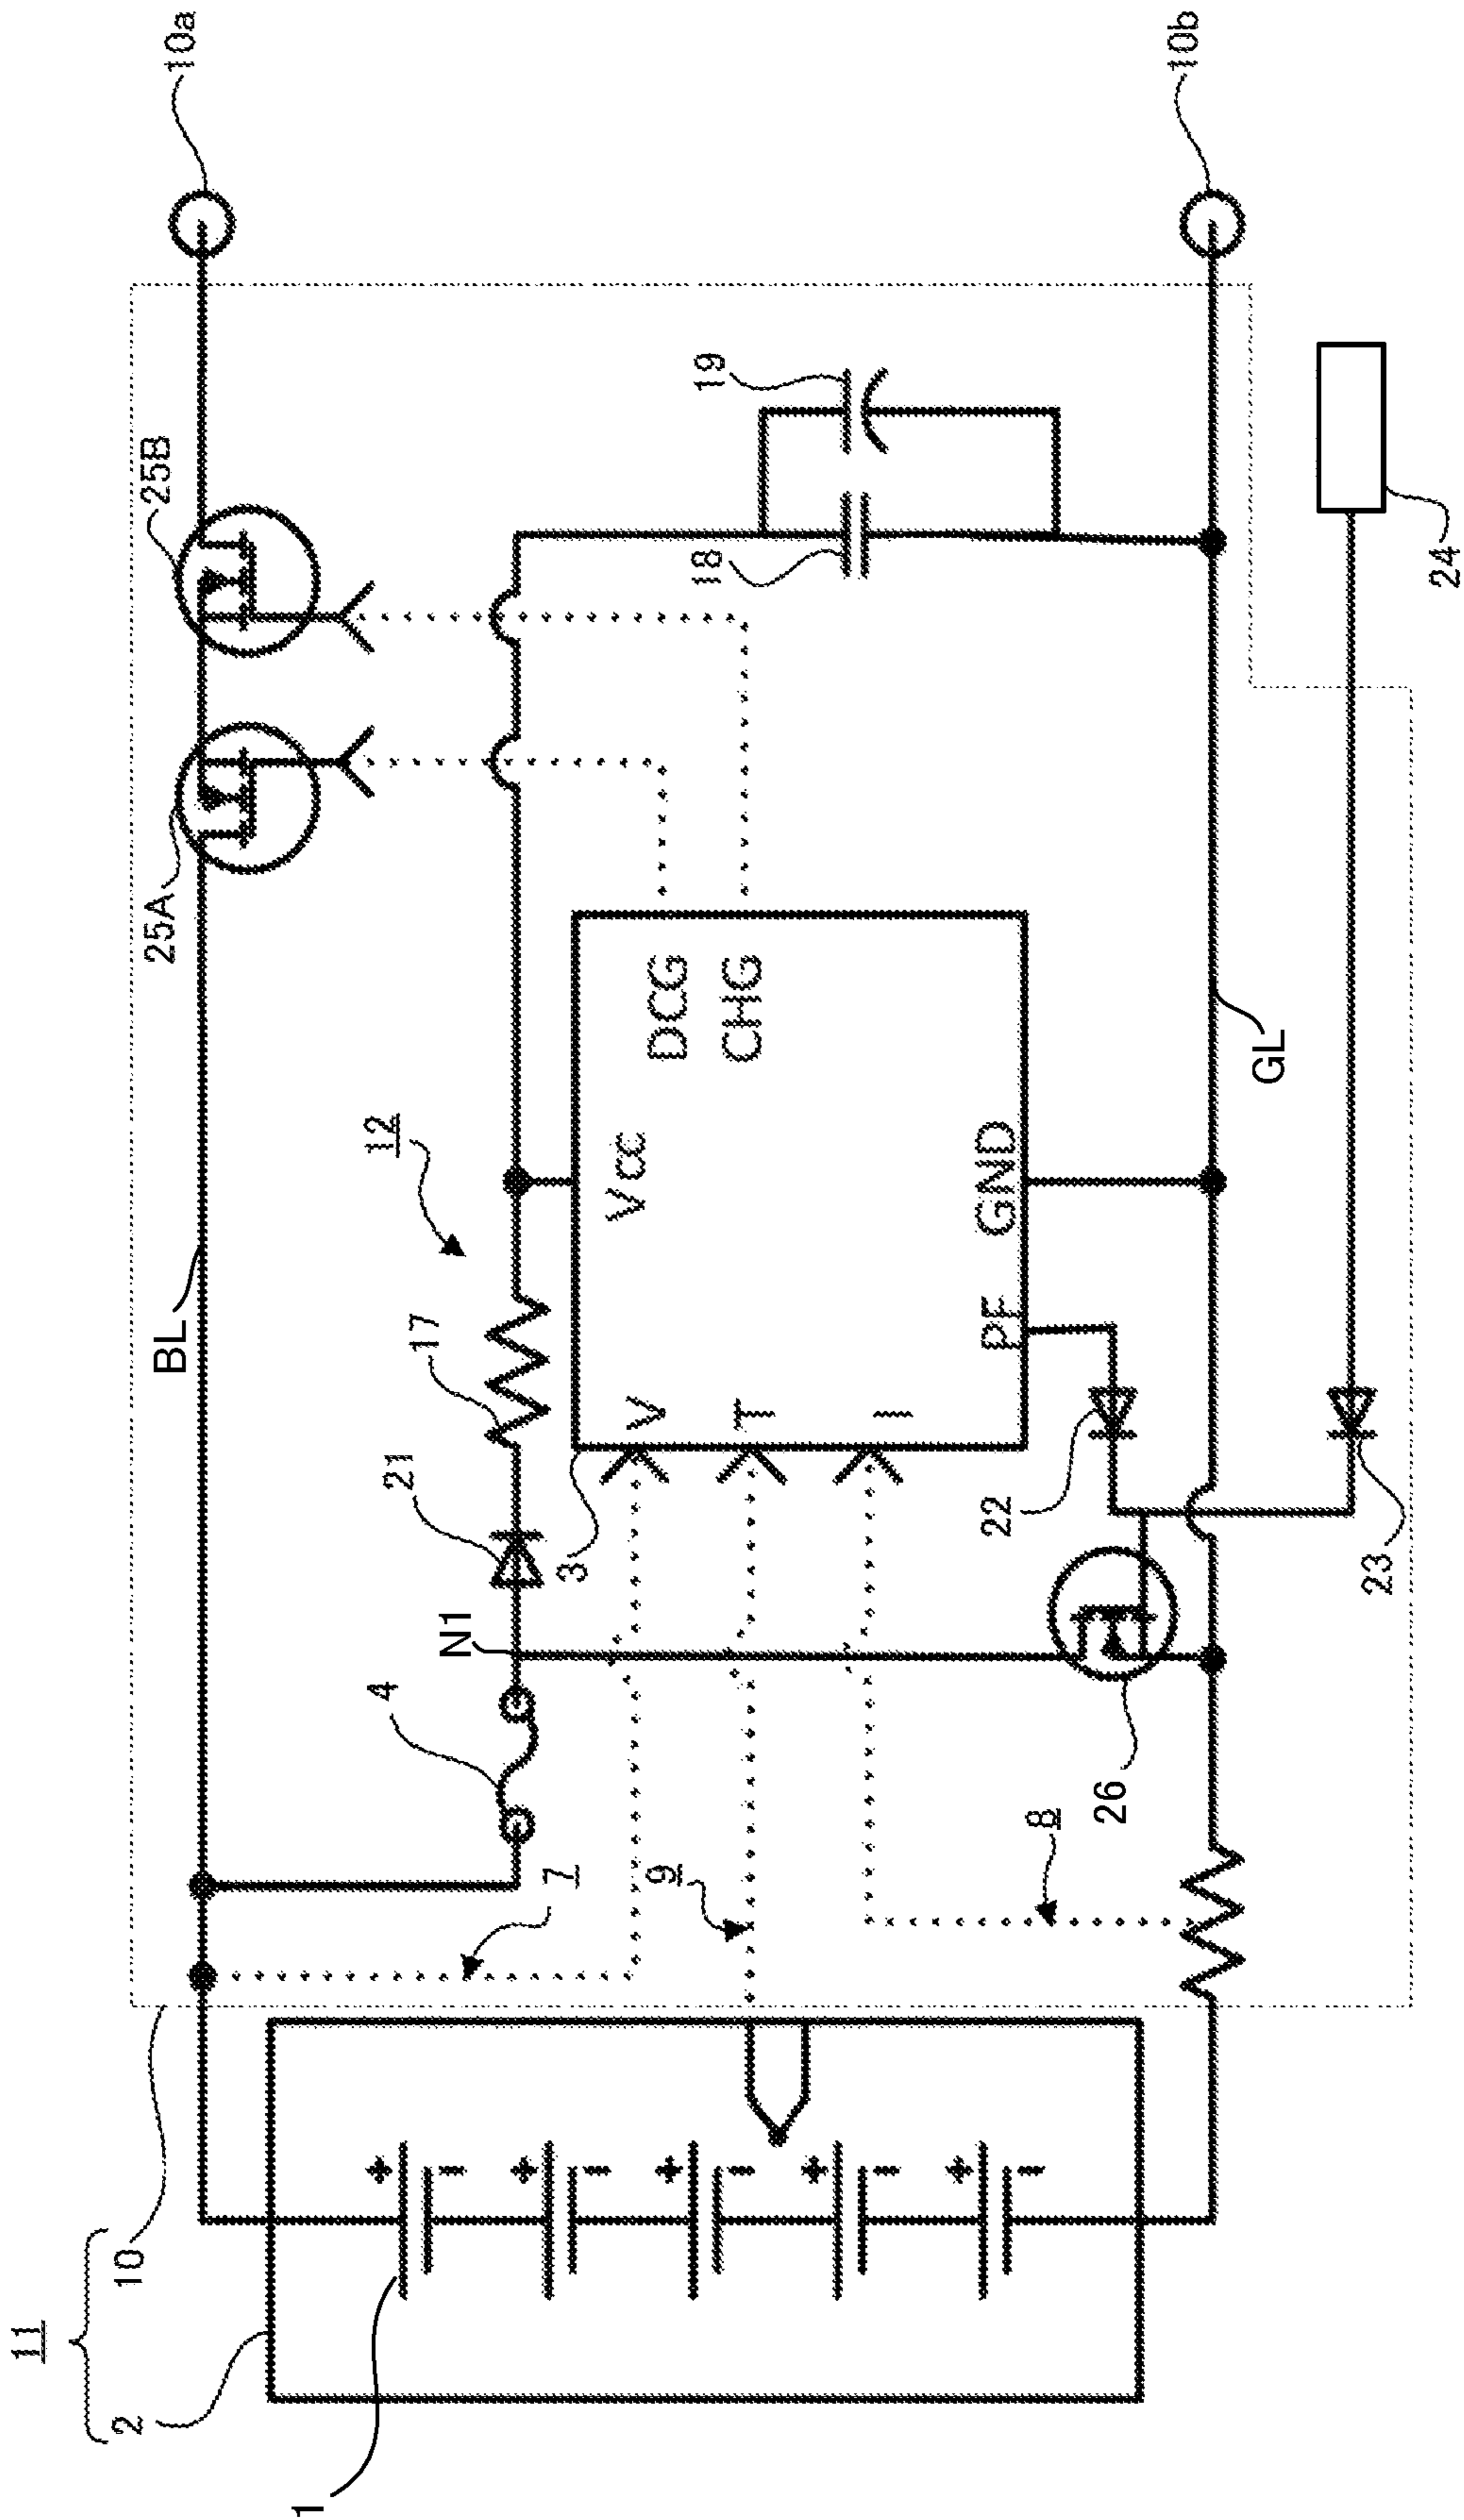 10a
10b
25B
25A
19
18
24
DCG
CHG
Vcc
GND
PF
V
T
I
12
BL
GL
17
21
3
22
23
N1
4
26
7
9
8
10
11
2
1
+ -
+ -
+ -
+ -
+ -